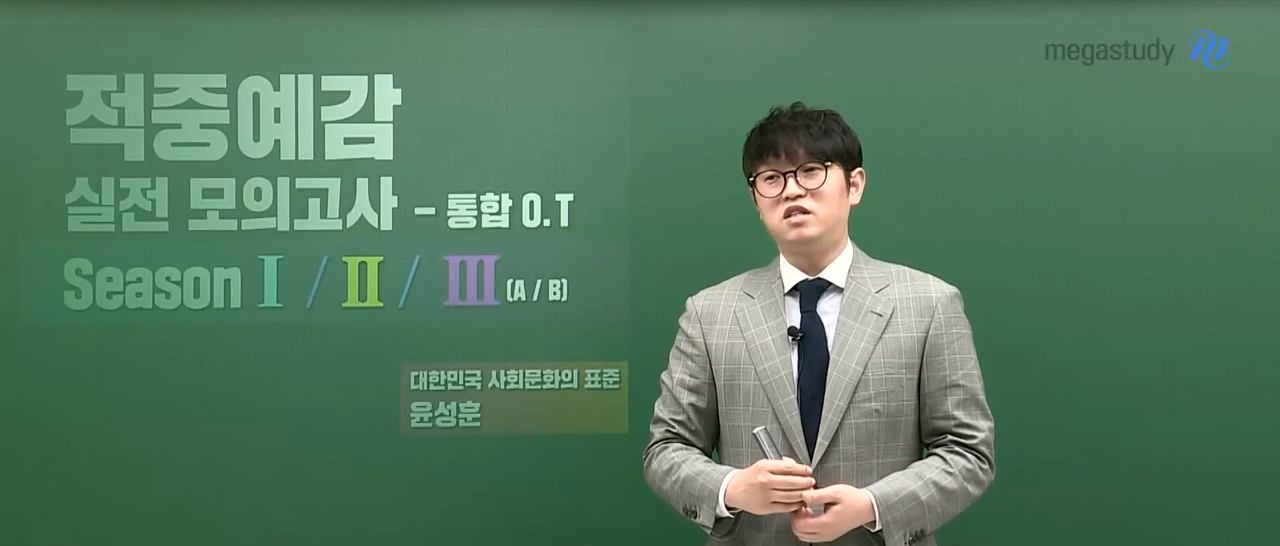 megastudy
적중예감
실전 모의고사 - 통합 O.T
Season Ⅰ / Ⅱ / Ⅲ (A / B)
대한민국 사회문화의 표준
윤성훈